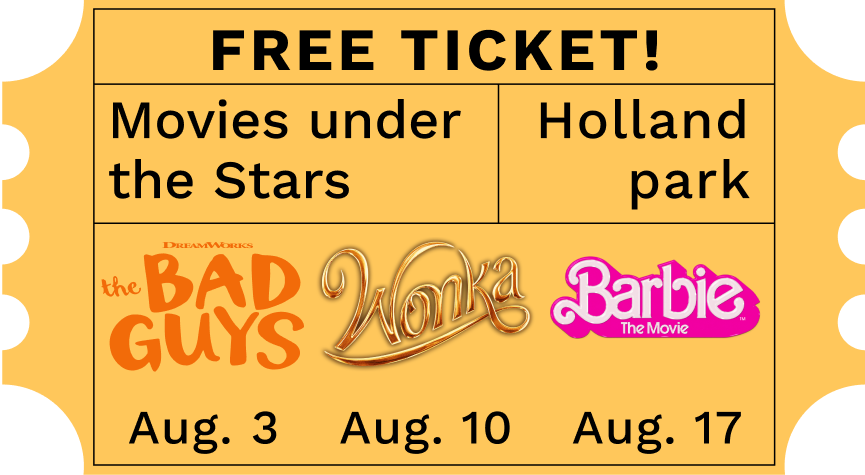 FREE TICKET!
Movies under
the Stars
Holland
park
DREAMWORKS
the BAD
GUYS
Wonka
Barbie
The Movie
TM
Aug. 3
Aug. 10
Aug. 17